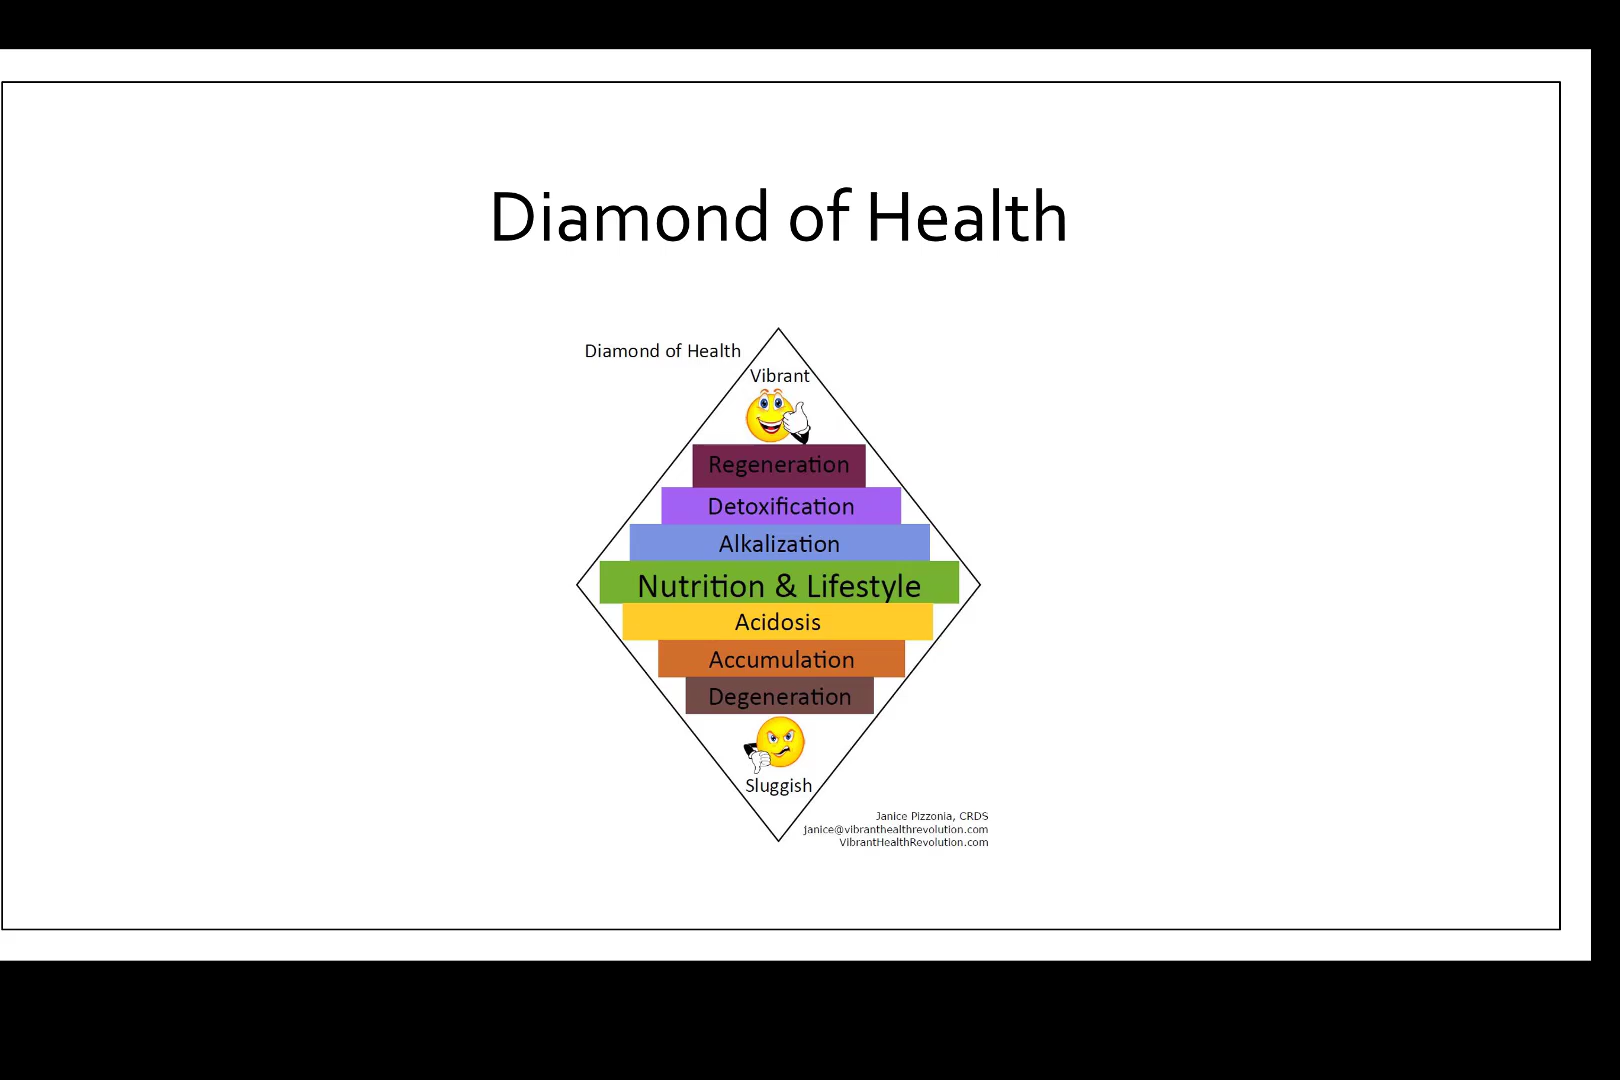 Diamond of Health
Diamond of Health
Vibrant
Regeneration
Detoxification
Alkalization
Nutrition & Lifestyle
Acidosis
Accumulation
Degeneration
Sluggish
Janice Pizzonia, CRDS
janice@vibranthealthrevolution.com
VibrantHealthRevolution.com